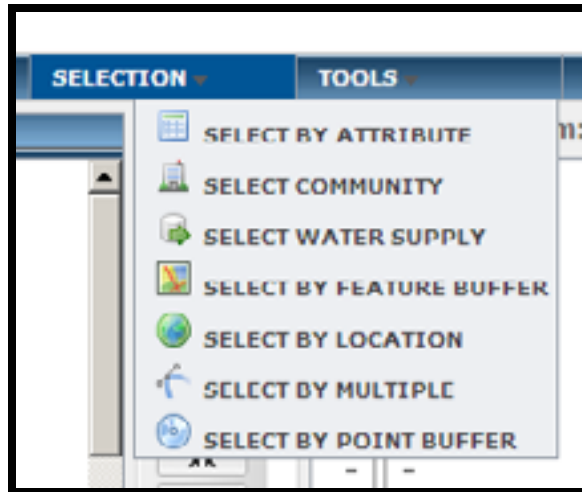 SELECTION TOOLS
SELECT BY ATTRIBUTE
SELECT COMMUNITY
SELECT WATER SUPPLY
SELECT BY FEATURE BUFFER
SELECT BY LOCATION
SELECT BY MULTIPLE
SELECT BY POINT BUFFER